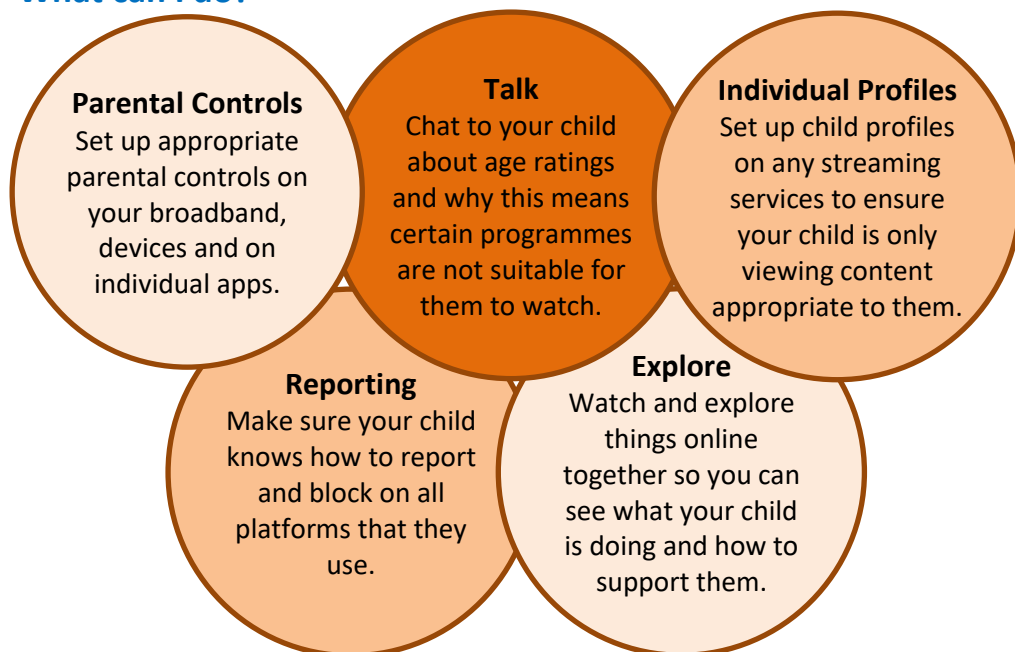 What can I do?
Parental Controls
Set up appropriate
parental controls on
your broadband,
devices and on
individual apps.
Talk
Chat to your child
about age ratings
and why this means
certain programmes
are not suitable for
them to watch.
Individual Profiles
Set up child profiles
on any streaming
services to ensure
your child is only
viewing content
appropriate to them.
Reporting
Make sure your child
knows how to report
and block on all
platforms that they
use.
Explore
Watch and explore
things online
together so you can
see what your child
is doing and how to
support them.